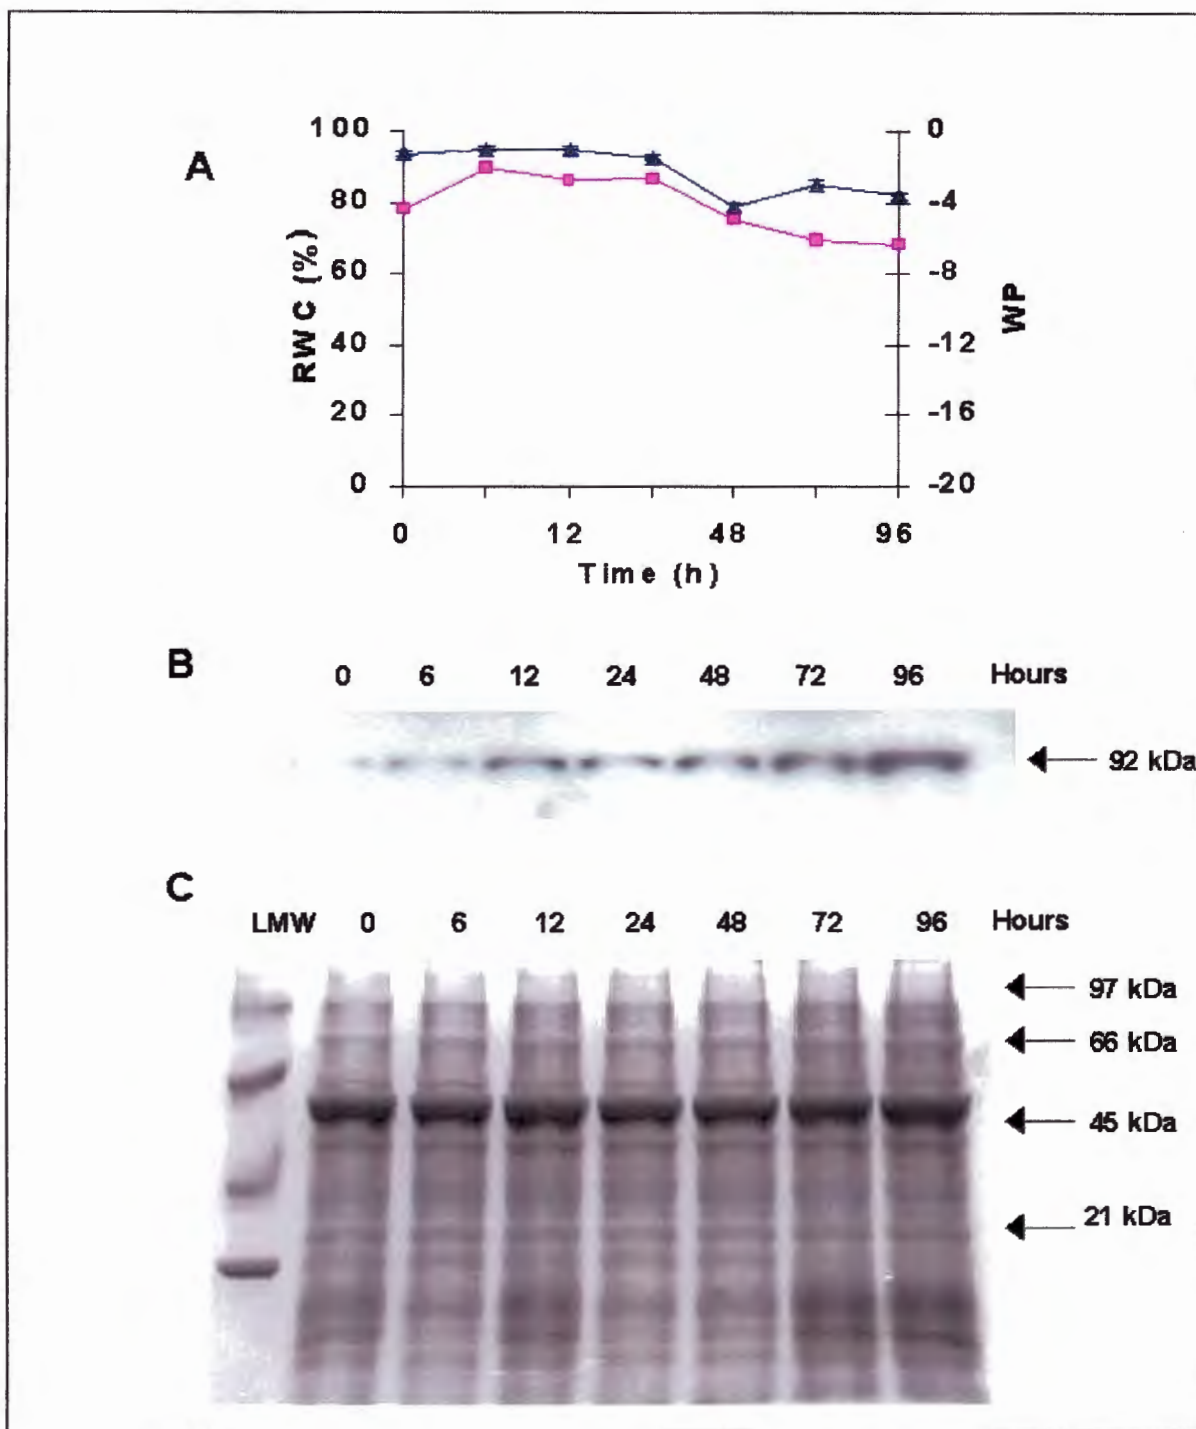 A
100
80
60
40
20
0
RWC (%)
0
-4
-8
-12
-16
-20
WP
0 12 48 96
Time (h)
B
0 6 12 24 48 72 96 Hours
92 kDa
C
LMW 0 6 12 24 48 72 96 Hours
97 kDa
66 kDa
45 kDa
21 kDa